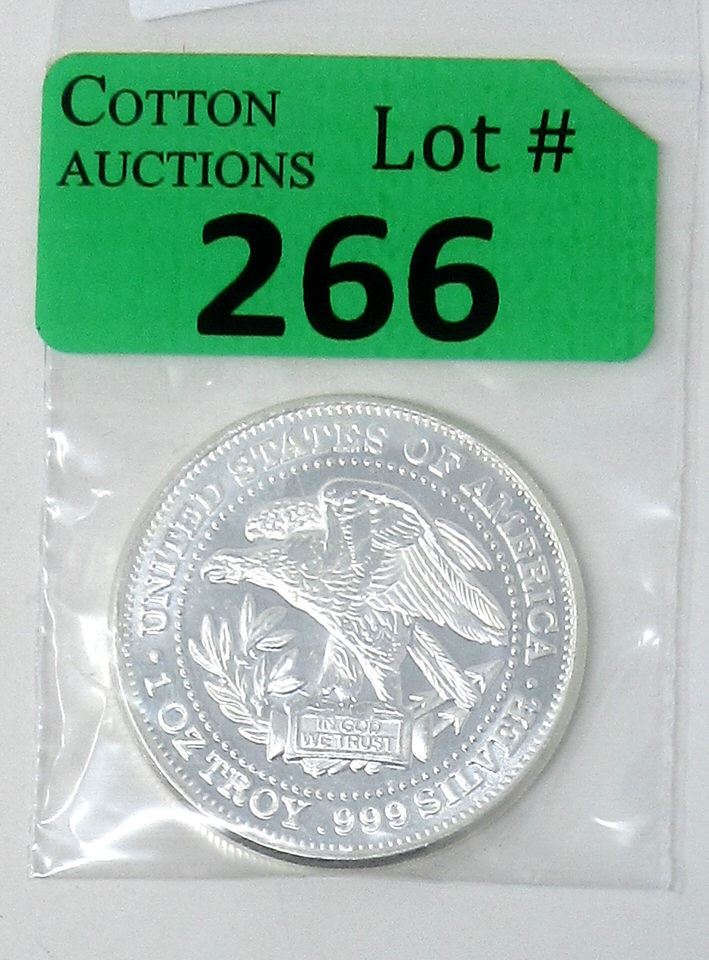 COTTON
AUCTIONS
Lot #
266
UNITED STATES OF AMERICA
IN GOD
WE TRUST
· 1 OZ TROY .999 SILVER ·